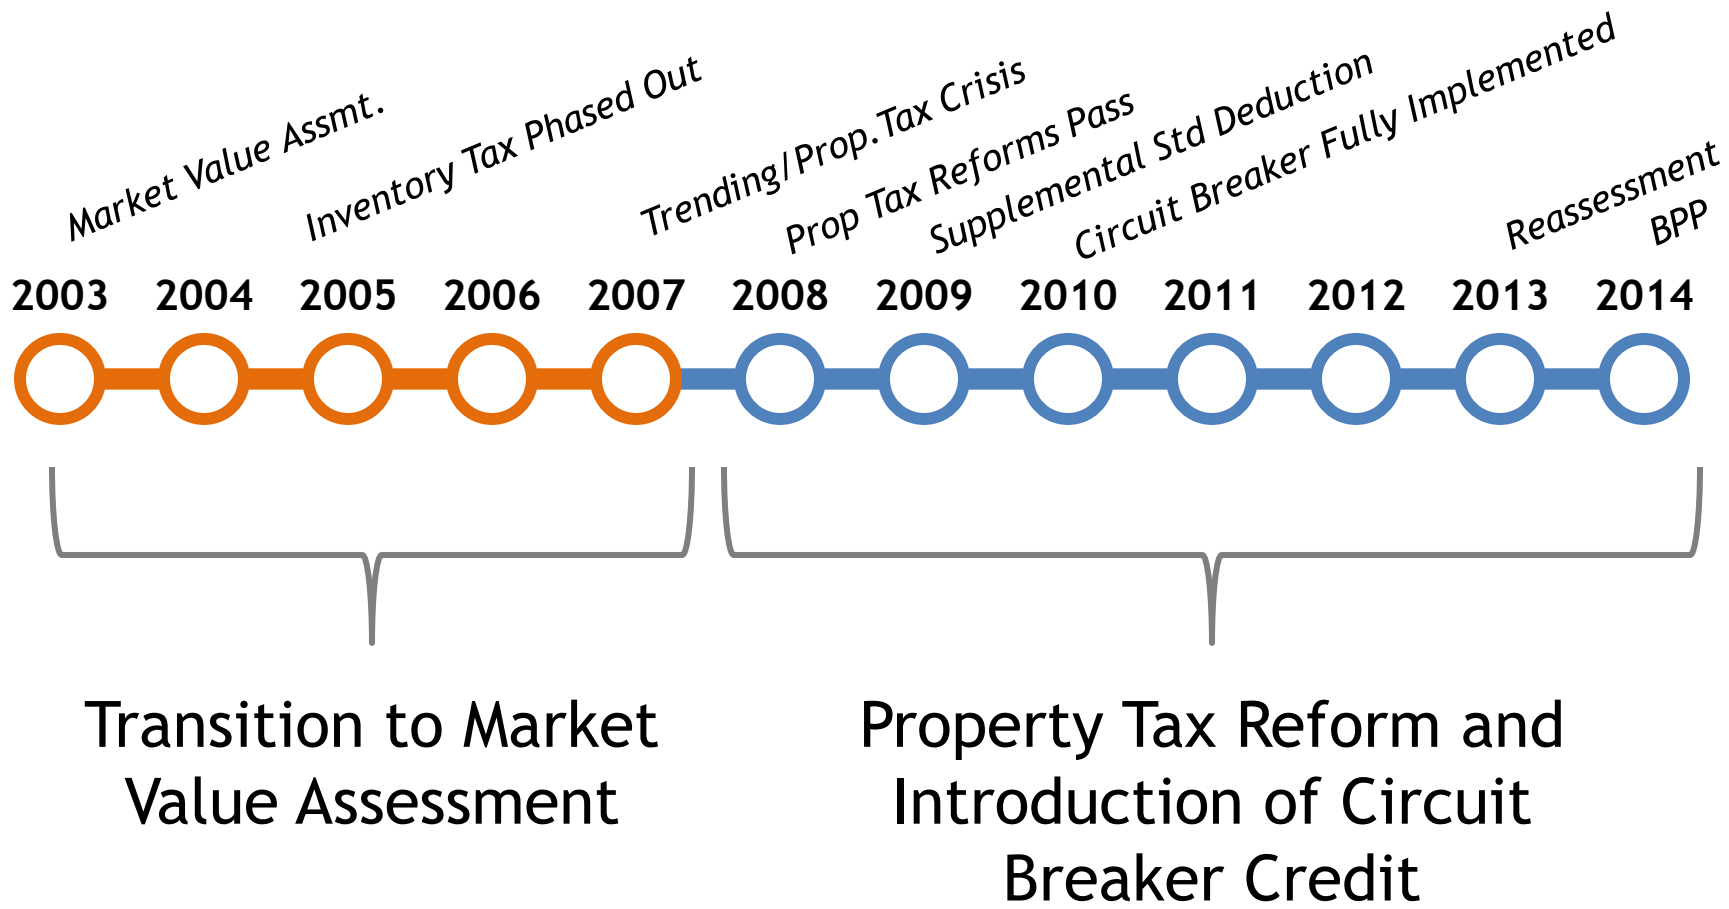 Market Value Assmt.
Inventory Tax Phased Out
Trending/Prop.Tax Crisis
Prop Tax Reforms Pass
Supplemental Std Deduction
Circuit Breaker Fully Implemented
Reassessment
BPP
2003 2004 2005 2006 2007 2008 2009 2010 2011 2012 2013 2014
Transition to Market
Value Assessment
Property Tax Reform and
Introduction of Circuit
Breaker Credit